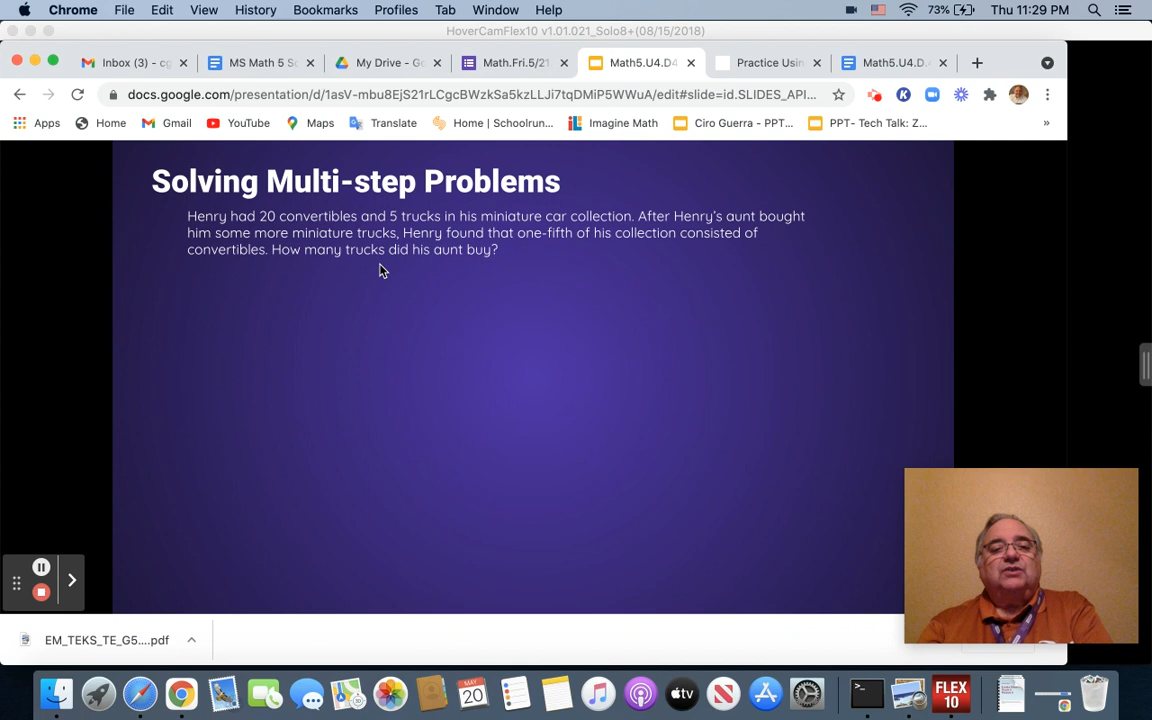 Chrome File Edit View History Bookmarks Profiles Tab Window Help 73% Thu 11:29 PM
HoverCamFlex10 v1.01.021_Solo8+(08/15/2018)
Inbox (3) - cg MS Math 5 Sc My Drive - Go Math.Fri.5/21. Math5.U4.D4 Practice Usin Math5.U4.D.4
docs.google.com/presentation/d/1asV-mbu8EjS21rLCgcBWzkSa5kzLLJi7tqDMiP5WWuA/edit#slide=id.SLIDES_API...
Apps Home Gmail YouTube Maps Translate Home | Schoolrun... Imagine Math Ciro Guerra - PPT... PPT- Tech Talk: Z... »
Solving Multi-step Problems
Henry had 20 convertibles and 5 trucks in his miniature car collection. After Henry's aunt bought
him some more miniature trucks, Henry found that one-fifth of his collection consisted of
convertibles. How many trucks did his aunt buy?
EM_TEKS_TE_G5....pdf
MAY
20
tv
FLEX
10